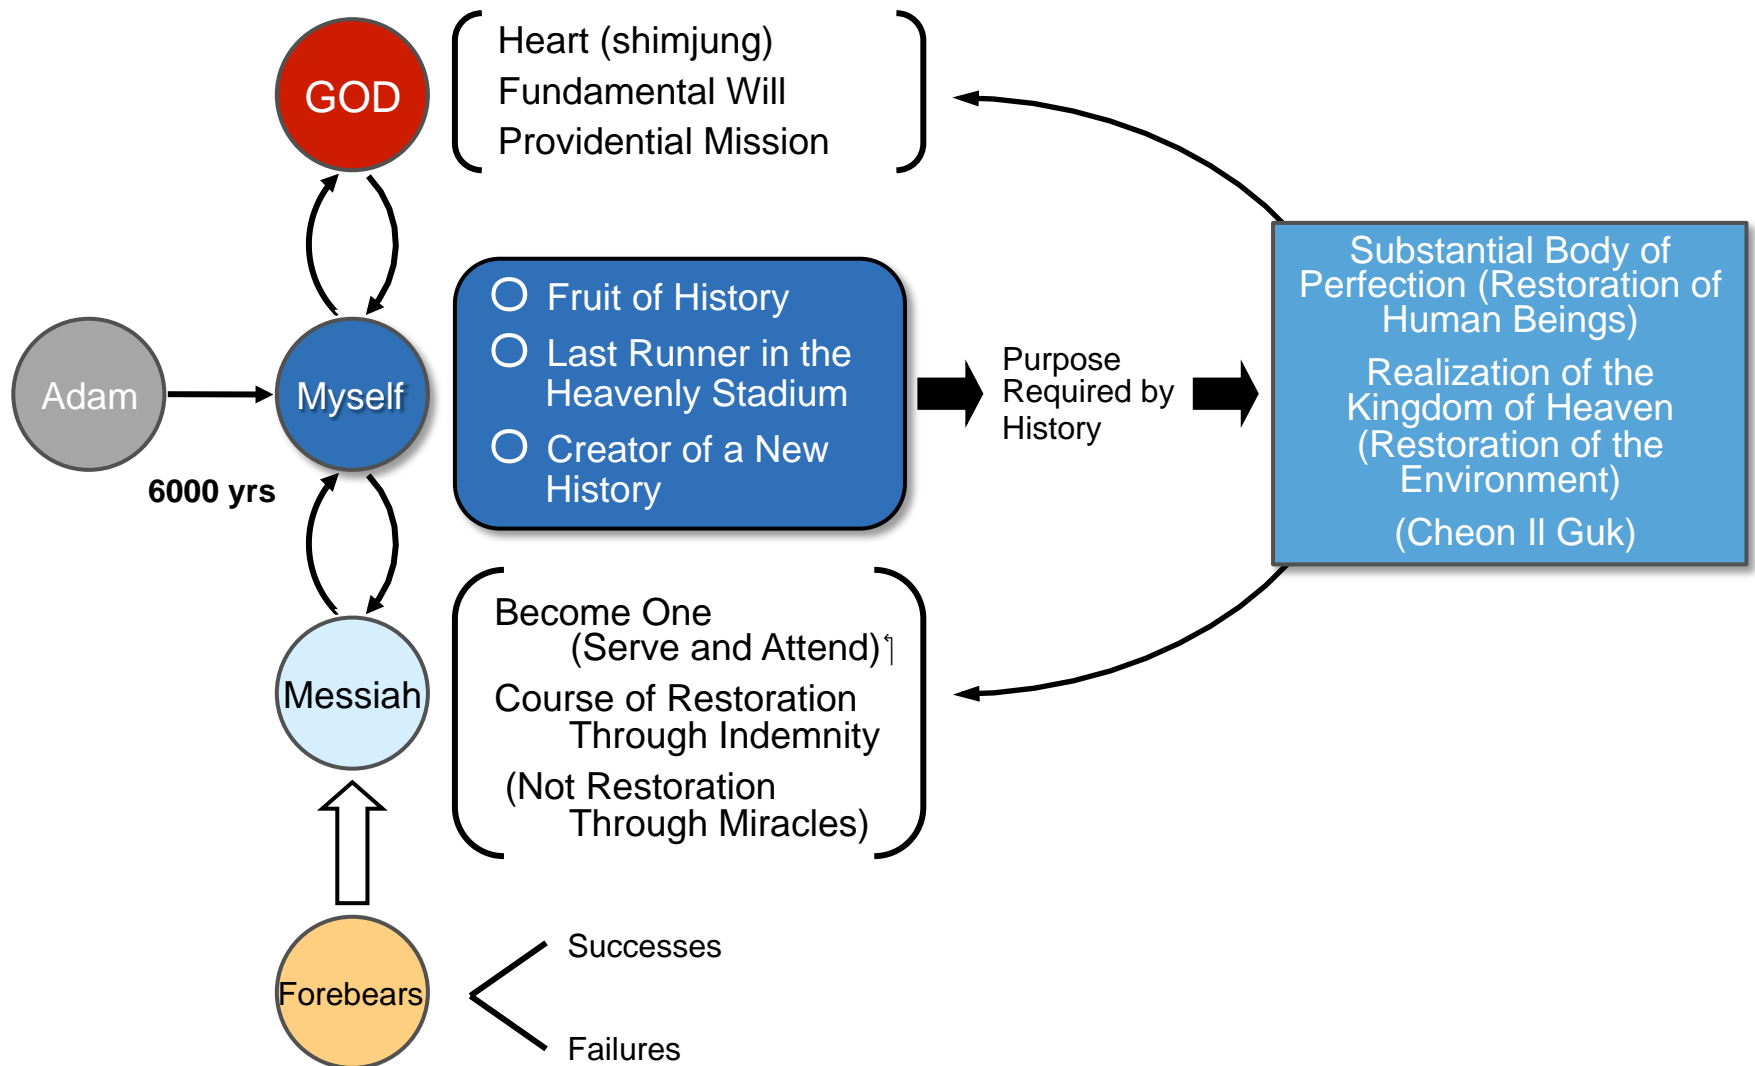 GOD
Heart (shimjung)
Fundamental Will
Providential Mission
Adam
6000 yrs
Myself
Fruit of History
Last Runner in the
Heavenly Stadium
Creator of a New
History
Purpose
Required by
History
Substantial Body of
Perfection (Restoration of
Human Beings)
Realization of the
Kingdom of Heaven
(Restoration of the
Environment)
(Cheon Il Guk)
Messiah
Become One
(Serve and Attend)
Course of Restoration
Through Indemnity
(Not Restoration
Through Miracles)
Forebears
Successes
Failures